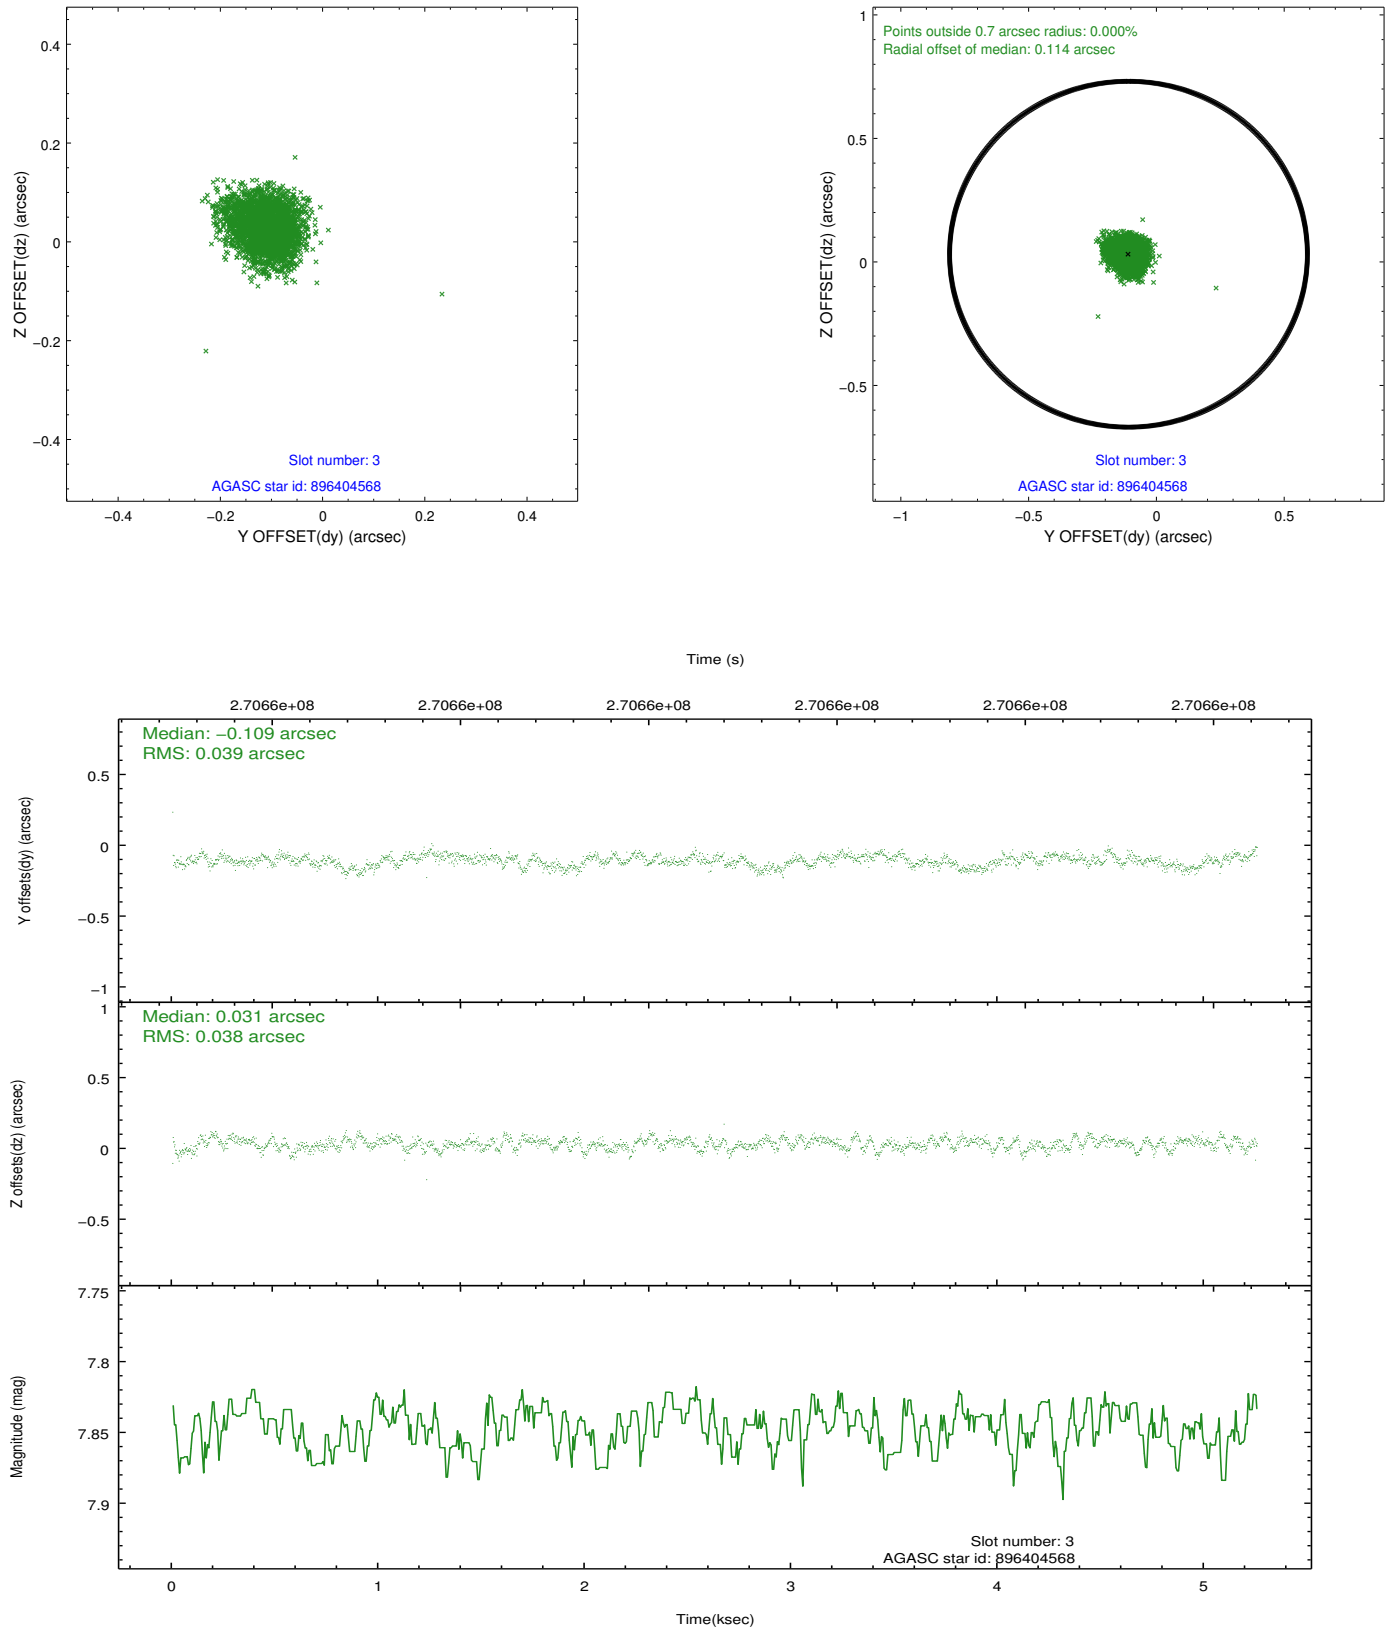 0.4
0.2
0
−0.2
−0.4
Z OFFSET(dz) (arcsec)
Slot number: 3
AGASC star id: 896404568
−0.4 −0.2 0 0.2 0.4
Y OFFSET(dy) (arcsec)
Points outside 0.7 arcsec radius: 0.000%
Radial offset of median: 0.114 arcsec
1
0.5
0
−0.5
Z OFFSET(dz) (arcsec)
Slot number: 3
AGASC star id: 896404568
−1 −0.5 0 0.5
Y OFFSET(dy) (arcsec)
Time (s)
2.7066e+08 2.7066e+08 2.7066e+08 2.7066e+08 2.7066e+08 2.7066e+08
Median: −0.109 arcsec
RMS: 0.039 arcsec
0.5
0
−0.5
−1
Y offsets(dy) (arcsec)
Median: 0.031 arcsec
RMS: 0.038 arcsec
1
0.5
0
−0.5
Z offsets(dz) (arcsec)
7.75
7.8
7.85
7.9
Magnitude (mag)
Slot number: 3
AGASC star id: 896404568
0 1 2 3 4 5
Time(ksec)